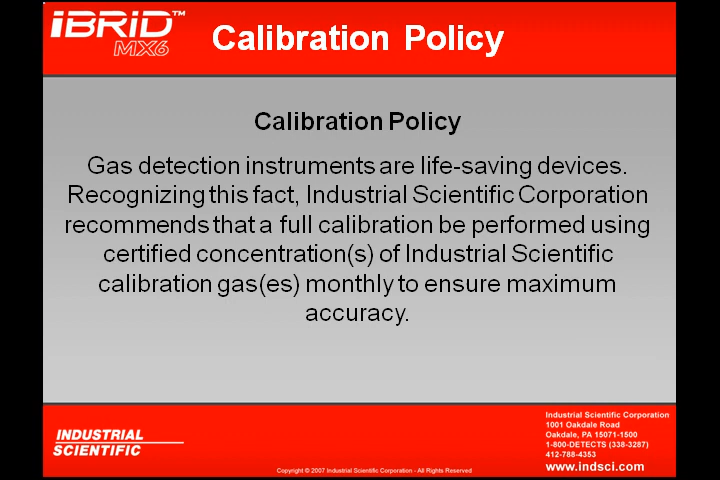 iBRiD™
MX6
Calibration Policy
Calibration Policy
Gas detection instruments are life-saving devices.
Recognizing this fact, Industrial Scientific Corporation
recommends that a full calibration be performed using
certified concentration(s) of Industrial Scientific
calibration gas(es) monthly to ensure maximum
accuracy.
INDUSTRIAL
SCIENTIFIC
Copyright © 2007 Industrial Scientific Corporation - All Rights Reserved
Industrial Scientific Corporation
1001 Oakdale Road
Oakdale, PA 15071-1500
1-800-DETECTS (338-3287)
412-788-4353
www.indsci.com